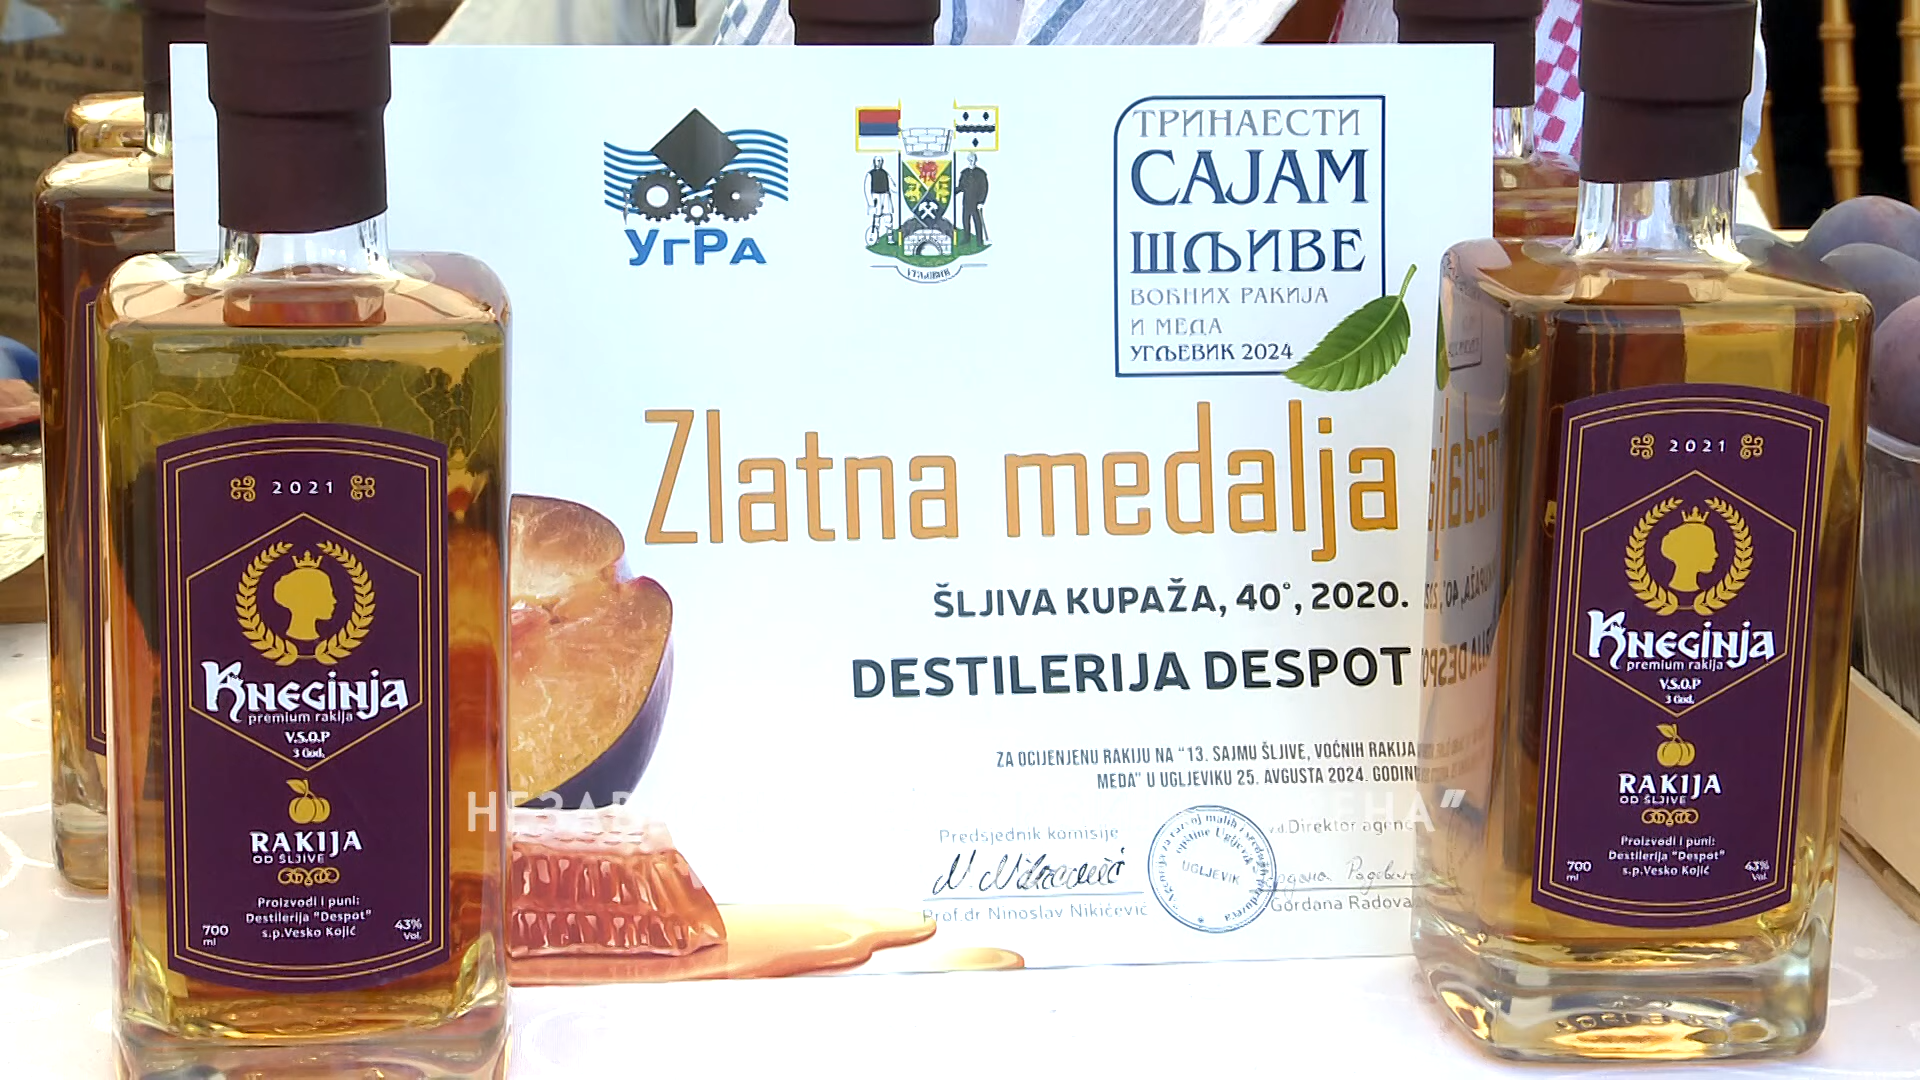 УгРа
УГЉЕВИК
ТРИНАЕСТИ
САЈАМ
ШЉИВЕ
ВОЋНИХ РАКИЈА
И МЕДА
УГЉЕВИК 2024
Zlatna medalja
ŠLJIVA KUPAŽA, 40°, 2020.
DESTILERIJA DESPOT
ZA OCIJENJENU RAKIJU NA “13. SAJMU ŠLJIVE, VOĆNIH RAKIJA
MEDA” U UGLJEVIKU 25. AVGUSTA 2024. GODINU
Predsjednik komisije
v.d.Direktor agenc
Prof.dr Ninoslav Nikićević
Gordana Radova
UGLJEVIK
2021
Kneginja
premium rakija
V.S.O.P
3 God.
RAKIJA
OD ŠLJIVE
Proizvodi i puni:
Destilerija "Despot"
s.p.Vesko Kojić
700
ml
43%
Vol.
2021
Kneginja
premium rakija
V.S.O.P
3 God.
RAKIJA
OD ŠLJIVE
Proizvodi i puni:
Destilerija "Despot"
s.p.Vesko Kojić
700
ml
43%
Vol.